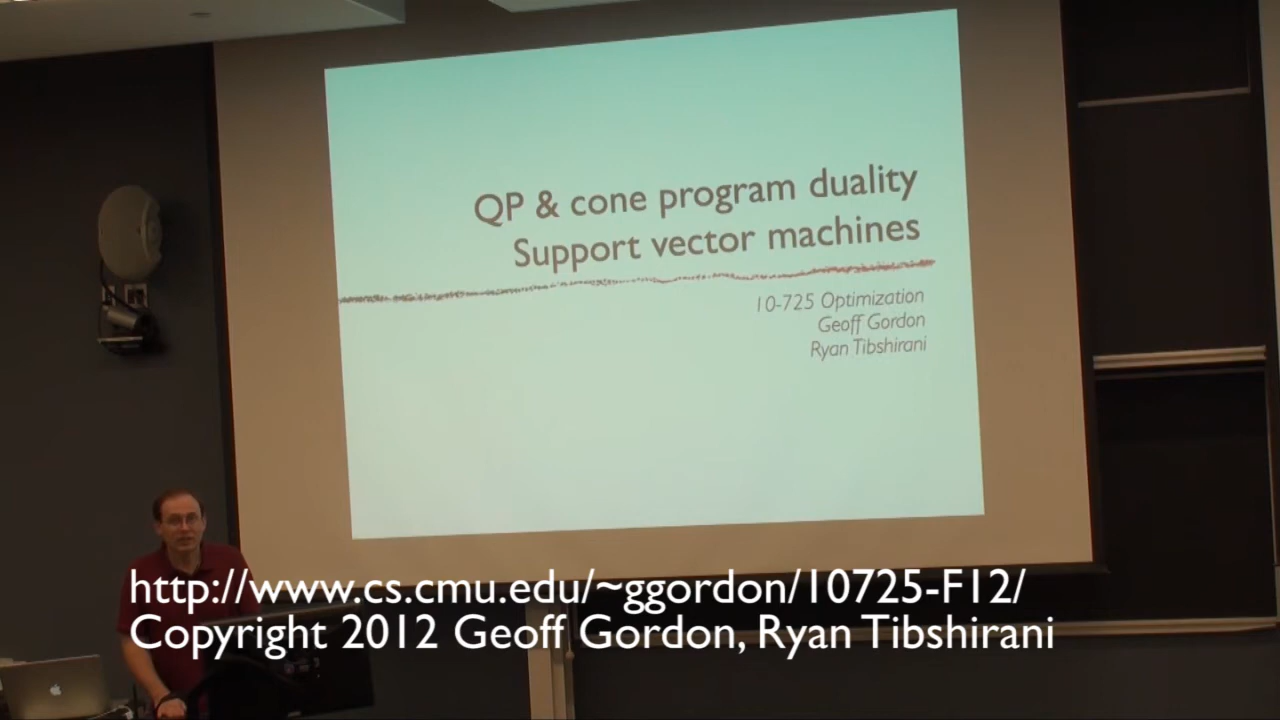 QP & cone program duality
Support vector machines
10-725 Optimization
Geoff Gordon
Ryan Tibshirani
http://www.cs.cmu.edu/~ggordon/10725-F12/
Copyright 2012 Geoff Gordon, Ryan Tibshirani